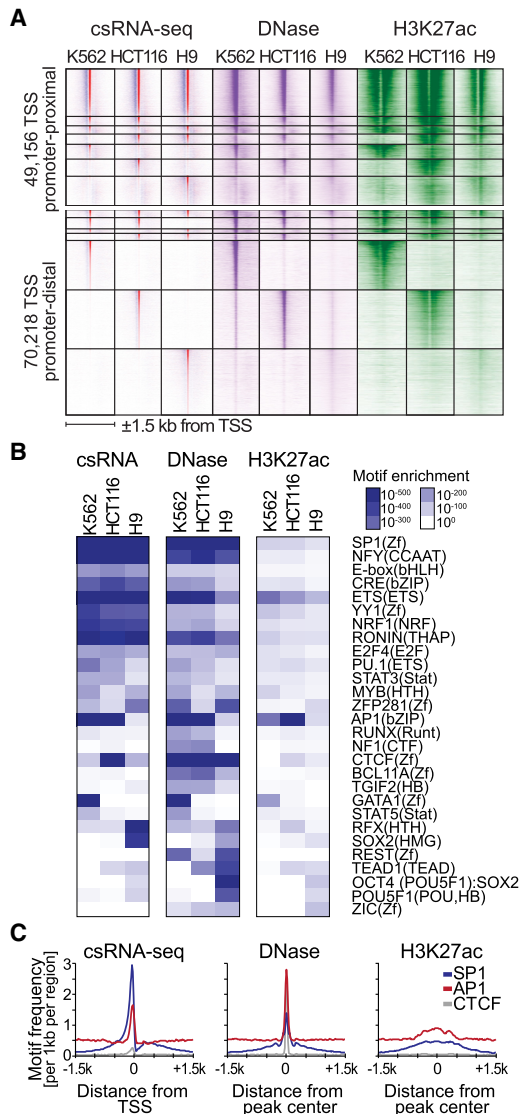 A
csRNA-seq DNase H3K27ac
K562 HCT116 H9 K562 HCT116 H9 K562 HCT116 H9
49,156 TSS
promoter-proximal
70,218 TSS
promoter-distal
±1.5 kb from TSS
B
csRNA DNase H3K27ac
K562 HCT116 H9 K562 HCT116 H9 K562 HCT116 H9
Motif enrichment
10-500 10-200
10-400 100
10-300
SP1(Zf)
NFY(CCAAT)
E-box(bHLH)
CRE(bZIP)
ETS(ETS)
YY1(Zf)
NRF1(NRF)
RONIN(THAP)
E2F4(E2F)
PU.1(ETS)
STAT3(Stat)
MYB(HTH)
ZFP281(Zf)
AP1(bZIP)
RUNX(Runt)
NF1(CTF)
CTCF(Zf)
BCL11A(Zf)
TGIF2(HB)
GATA1(Zf)
STAT5(Stat)
RFX(HTH)
SOX2(HMG)
REST(Zf)
TEAD1(TEAD)
OCT4 (POU5F1):SOX2
POU5F1(POU,HB)
ZIC(Zf)
C
csRNA-seq DNase H3K27ac
Motif frequency
[per 1kb per region]
3
2
1
0
SP1
AP1
CTCF
-1.5k 0 +1.5k -1.5k 0 +1.5k -1.5k 0 +1.5k
Distance from Distance from Distance from
TSS peak center peak center